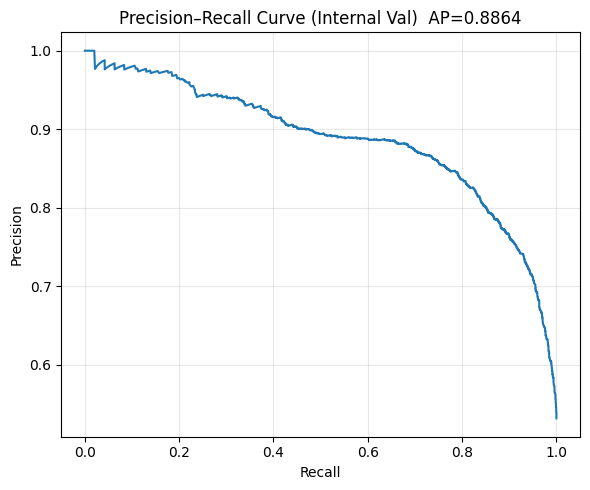 Precision–Recall Curve (Internal Val)  AP=0.8864
1.0
0.9
0.8
0.7
0.6
Precision
0.0 0.2 0.4 0.6 0.8 1.0
Recall